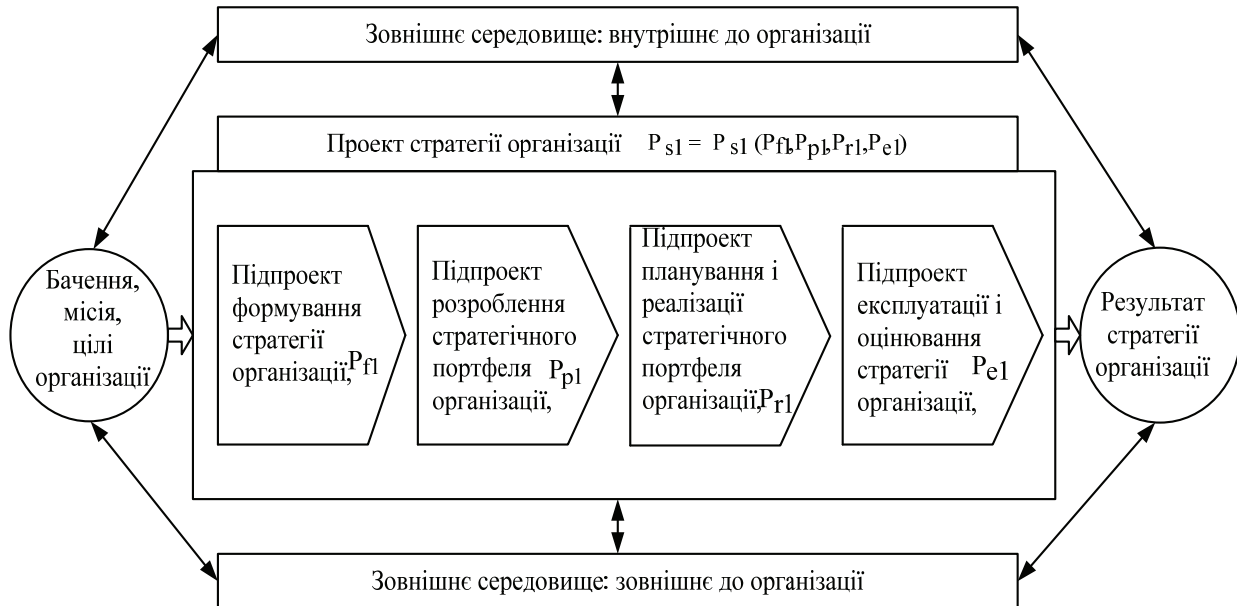 Зовнішнє середовище: внутрішнє до організації
Проект стратегії організації P s1 = P s1 (Pf1,Pp1,Pr1,Pe1)
Бачення,
місія,
цілі
організації
Підпроект
формування
стратегії
організації, Pf1
Підпроект
розроблення
стратегічного
портфеля Pp1
організації,
Підпроект
планування і
реалізації
стратегічного
портфеля
організації, Pr1
Підпроект
експлуатації і
оцінювання
стратегії Pe1
організації,
Результат
стратегії
організації
Зовнішнє середовище: зовнішнє до організації